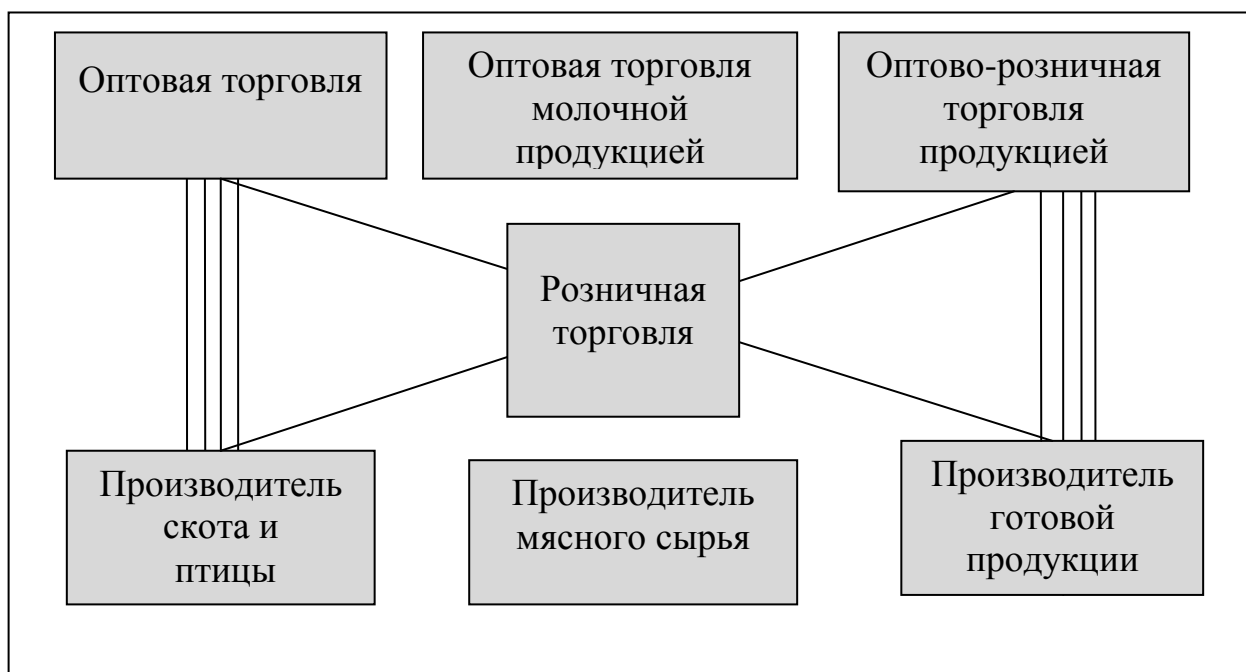 Оптовая торговля
Оптовая торговля
молочной
продукцией
Оптово-розничная
торговля
продукцией
Розничная
торговля
Производитель
скота и
птицы
Производитель
мясного сырья
Производитель
готовой
продукции